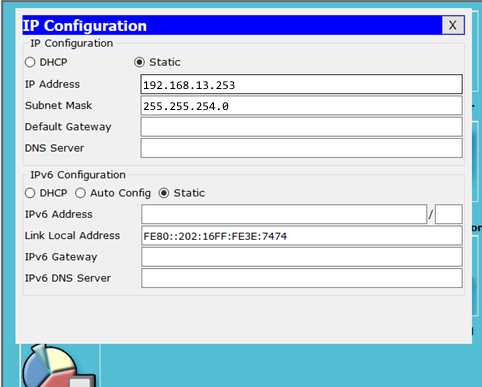 IP Configuration X
IP Configuration
DHCP Static
IP Address 192.168.13.253
Subnet Mask 255.255.254.0
Default Gateway
DNS Server
IPv6 Configuration
DHCP Auto Config Static
IPv6 Address /
Link Local Address FE80::202:16FF:FE3E:7474
IPv6 Gateway
IPv6 DNS Server